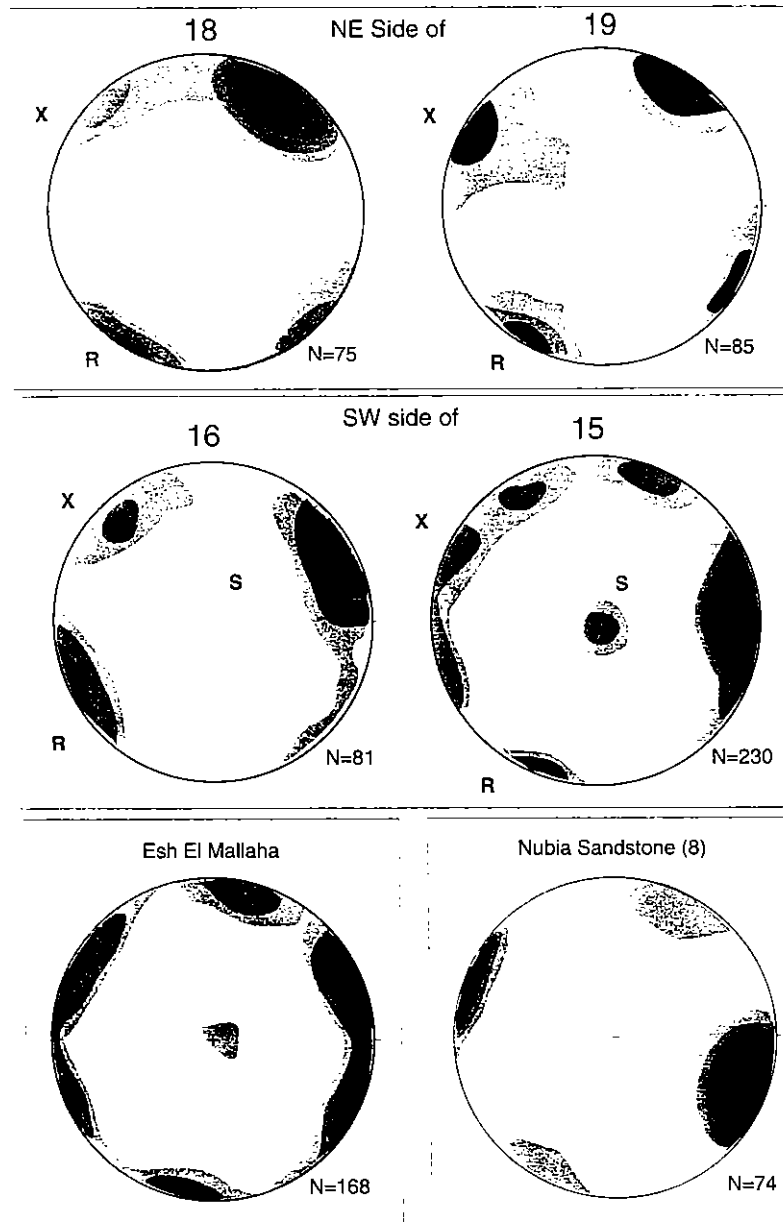 18 NE Side of 19
X
X
R
N=75
R
N=85
SW side of
16
15
X
X
S
S
R
N=81
R
N=230
Esh El Mallaha
Nubia Sandstone (8)
N=168
N=74